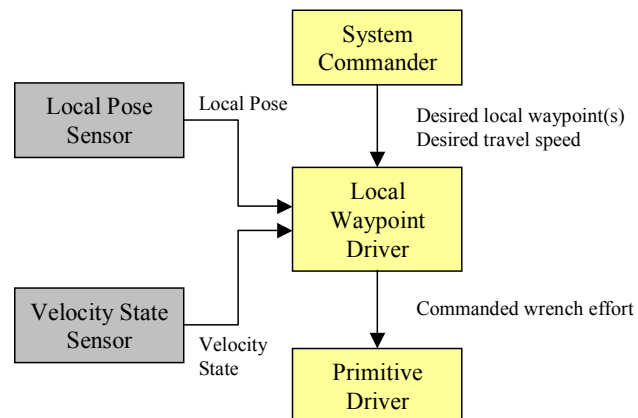 System
Commander
Local Pose
Sensor
Local Pose
Desired local waypoint(s)
Desired travel speed
Local
Waypoint
Driver
Velocity State
Sensor
Velocity
State
Commanded wrench effort
Primitive
Driver